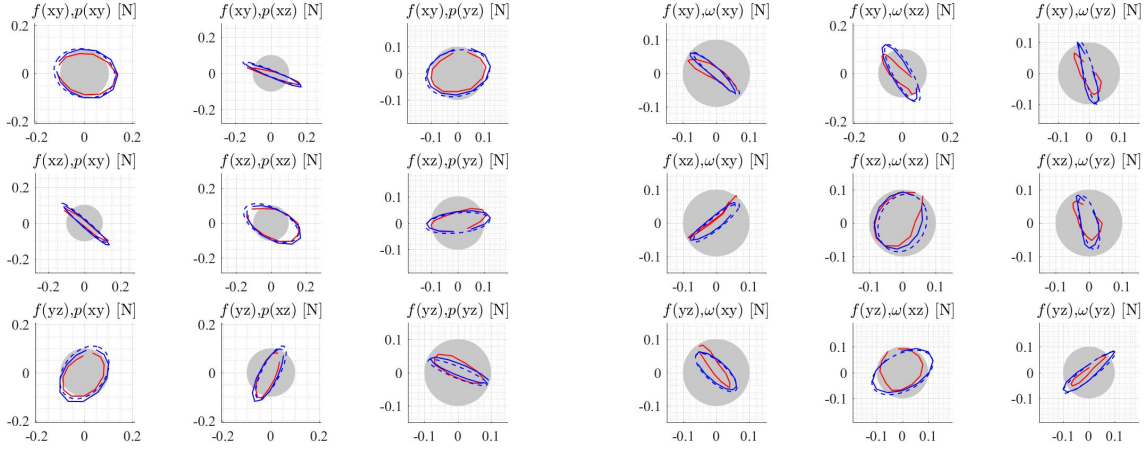 f(xy),p(xy) [N] f(xy),p(xz) [N] f(xy),p(yz) [N] f(xy),ω(xy) [N] f(xy),ω(xz) [N] f(xy),ω(yz) [N]
0.2 0.2 0.1 0.1 0.2 0.1
0 0 0 0 0 0
-0.2 -0.2 -0.1 -0.1 -0.2 -0.1
-0.2 0 0.2 -0.2 0 0.2 -0.1 0 0.1 -0.1 0 0.1 -0.2 0 0.2 -0.1 0 0.1
f(xz),p(xy) [N] f(xz),p(xz) [N] f(xz),p(yz) [N] f(xz),ω(xy) [N] f(xz),ω(xz) [N] f(xz),ω(yz) [N]
0.2 0.2 0.1 0.1 0.1 0.1
0 0 0 0 0 0
-0.2 -0.2 -0.1 -0.1 -0.1 -0.1
-0.2 0 0.2 -0.2 0 0.2 -0.1 0 0.1 -0.1 0 0.1 -0.1 0 0.1 -0.1 0 0.1
f(yz),p(xy) [N] f(yz),p(xz) [N] f(yz),p(yz) [N] f(yz),ω(xy) [N] f(yz),ω(xz) [N] f(yz),ω(yz) [N]
0.2 0.2 0.1 0.1 0.1 0.1
0 0 0 0 0 0
-0.2 -0.2 -0.1 -0.1 -0.1 -0.1
-0.2 0 0.2 -0.2 0 0.2 -0.1 0 0.1 -0.1 0 0.1 -0.1 0 0.1 -0.1 0 0.1